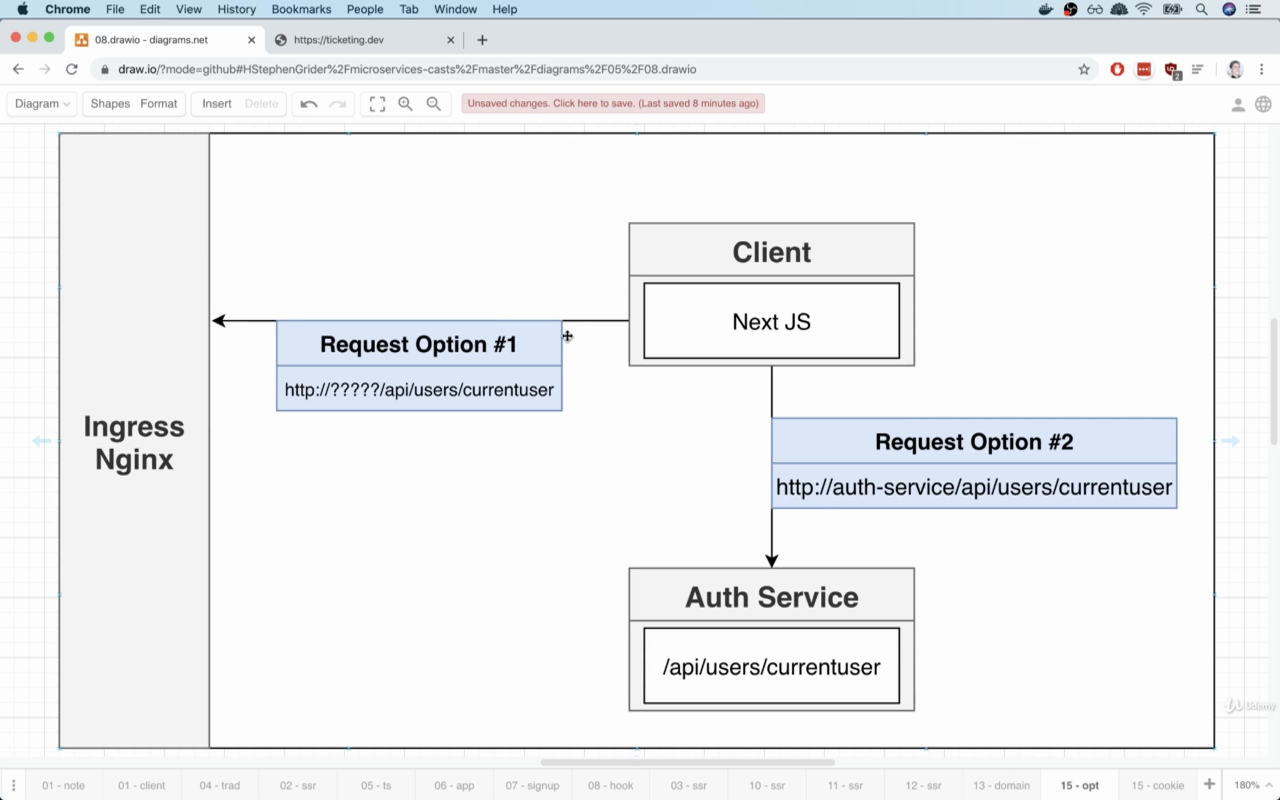 Chrome File Edit View History Bookmarks People Tab Window Help
08.drawio - diagrams.net
https://ticketing.dev
draw.io/?mode=github#HStephenGrider%2Fmicroservices-casts%2Fmaster%2Fdiagrams%2F05%2F08.drawio
2
Diagram Shapes Format Insert Delete Unsaved changes. Click here to save. (Last saved 8 minutes ago)
Client
Next JS
Request Option #1
http://?????/api/users/currentuser
Ingress
Nginx
Request Option #2
http://auth-service/api/users/currentuser
Auth Service
/api/users/currentuser
Udemy
01 - note 01 - client 04 - trad 02 - ssr 05 - ts 06 - app 07 - signup 08 - hook 03 - ssr 10 - ssr 11 - ssr 12 - ssr 13 - domain 15 - opt 15 - cookie 180%